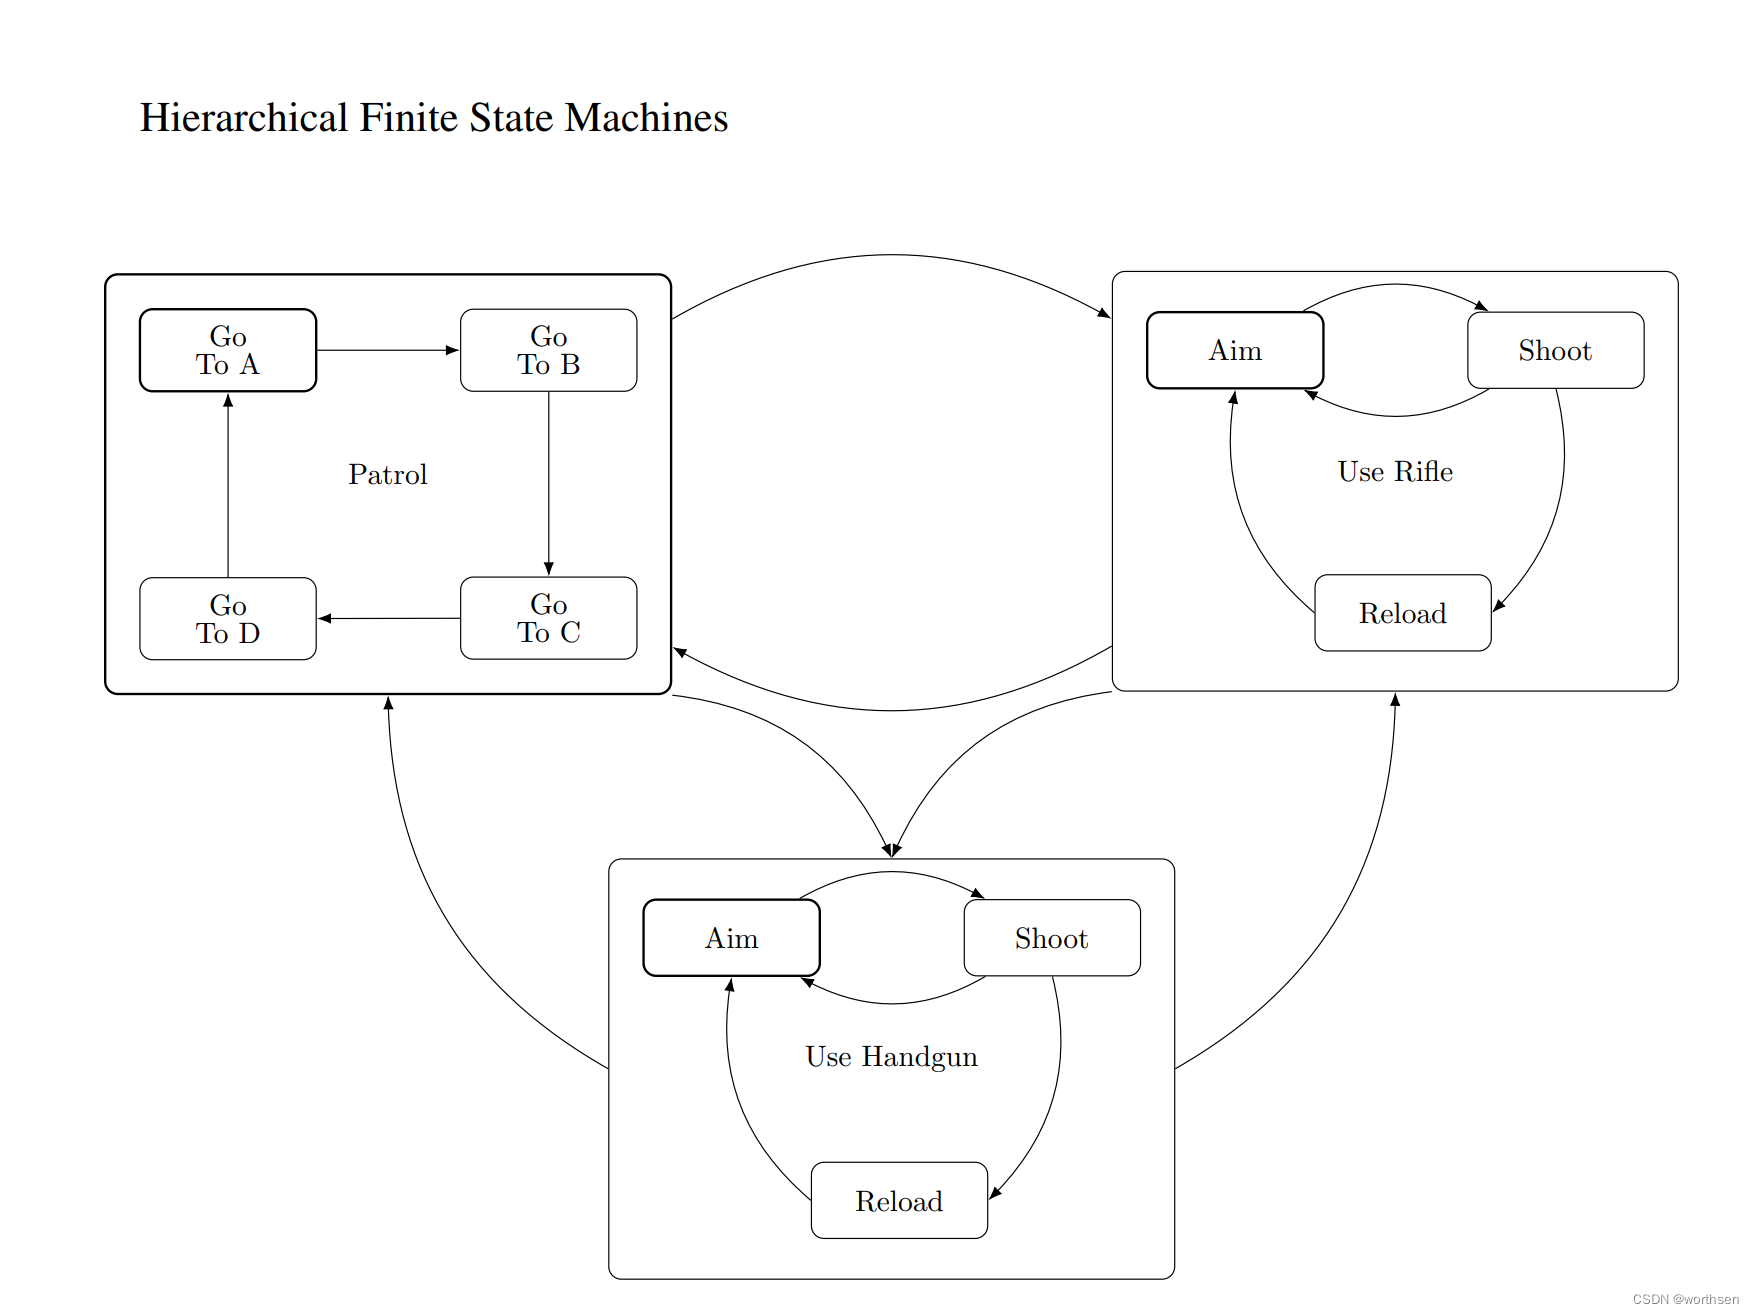 Hierarchical Finite State Machines
Go
To A
Go
To B
Patrol
Go
To D
Go
To C
Aim
Shoot
Use Rifle
Reload
Aim
Shoot
Use Handgun
Reload
CSDN @worthsen